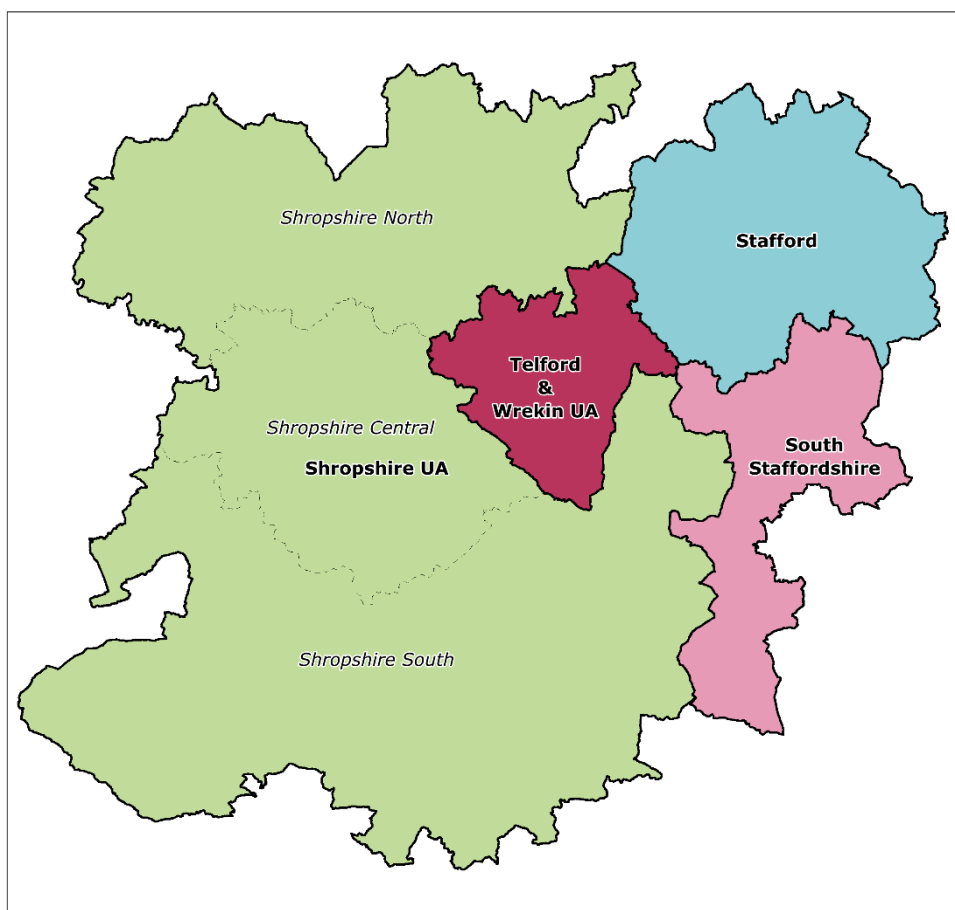 Shropshire North
Stafford
Telford
&
Wrekin UA
Shropshire Central
Shropshire UA
South
Staffordshire
Shropshire South